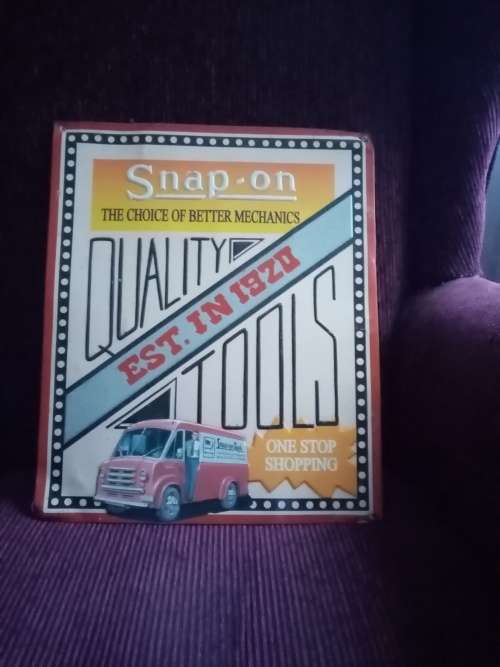 Snap-on
THE CHOICE OF BETTER MECHANICS
QUALITY
EST. IN 1920
TOOLS
ONE STOP
SHOPPING